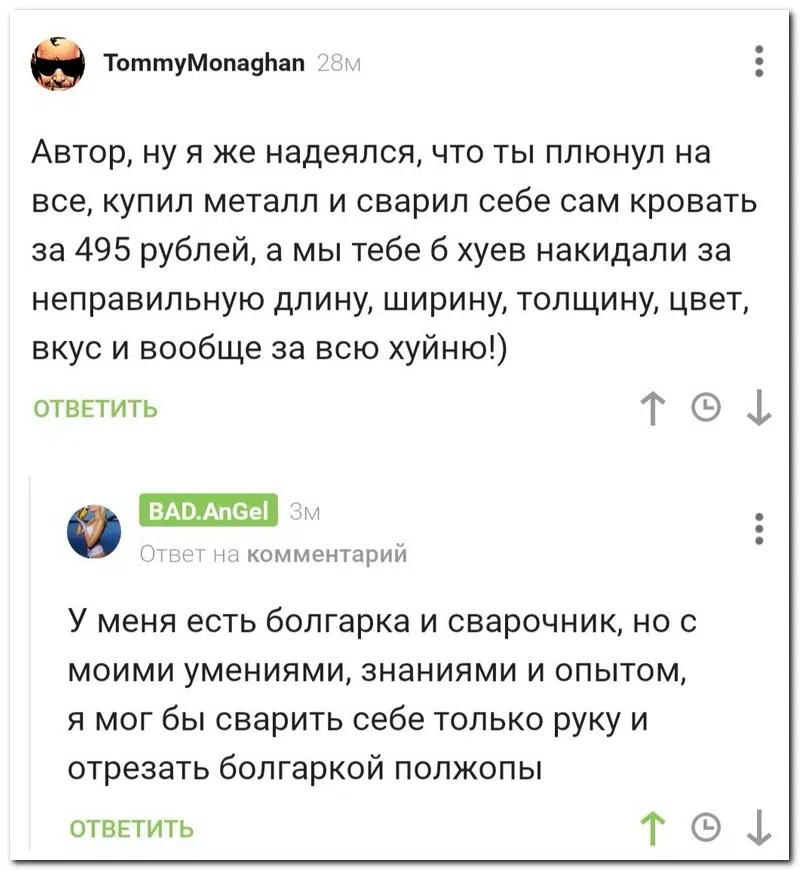 TommyMonaghan 28м
Автор, ну я же надеялся, что ты плюнул на
все, купил металл и сварил себе сам кровать
за 495 рублей, а мы тебе б хуев накидали за
неправильную длину, ширину, толщину, цвет,
вкус и вообще за всю хуйню!)
ОТВЕТИТЬ
BAD.AnGel 3м
Ответ на комментарий
У меня есть болгарка и сварочник, но с
моими умениями, знаниями и опытом,
я мог бы сварить себе только руку и
отрезать болгаркой полжопы
ОТВЕТИТЬ